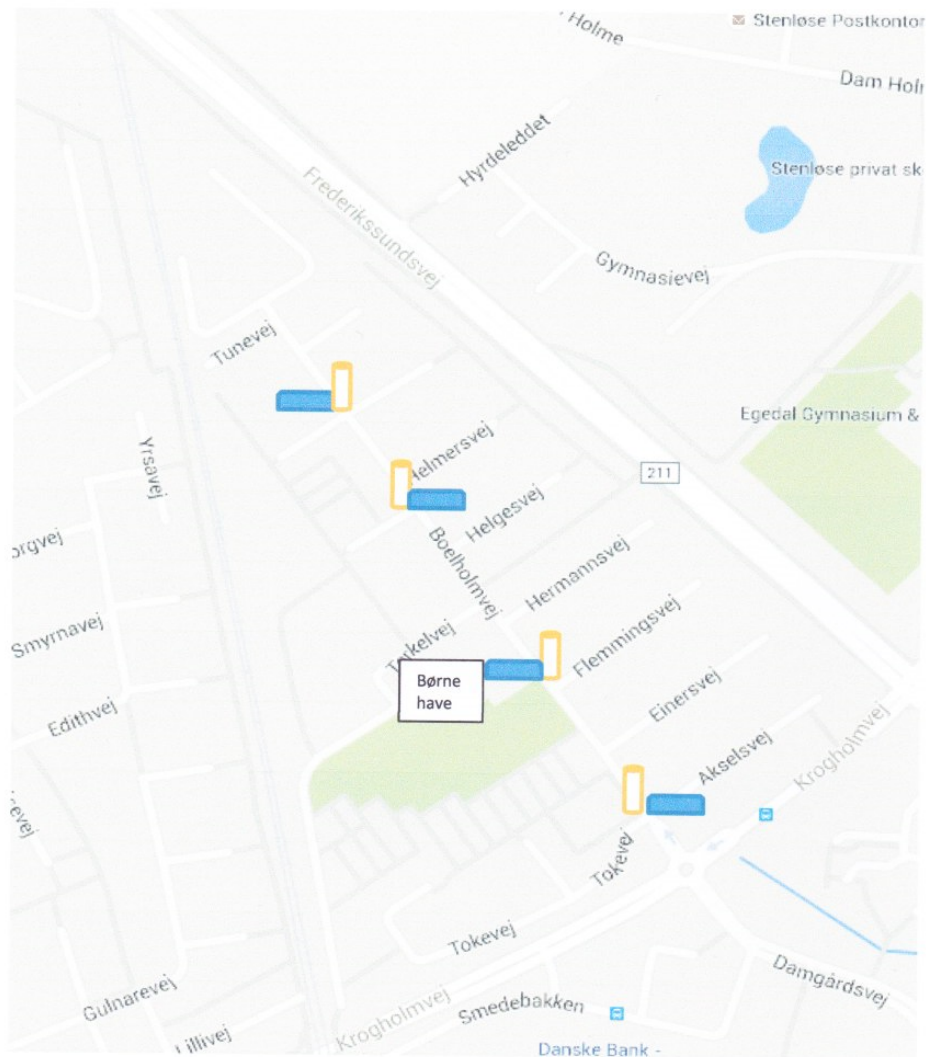 Holme
Stenløse Postkontor
Dam Holm
Hyrdeleddet
Stenløse privat sk
Frederikssundsvej
Gymnasievej
Tunevej
Egedal Gymnasium &
Yrsavej
Helmersvej
211
Helgesvej
orgvej
Boelholmvej
Hermannsvej
Smyrnavej
Torkelvej
Flemmingsvej
Børne
have
Einersvej
Edithvej
Akselsvej
Krogholmvej
Tokevej
Tokevej
Damgårdsvej
Gulnarevej
Krogholmvej
Smedebakken
Lillivej
Danske Bank -